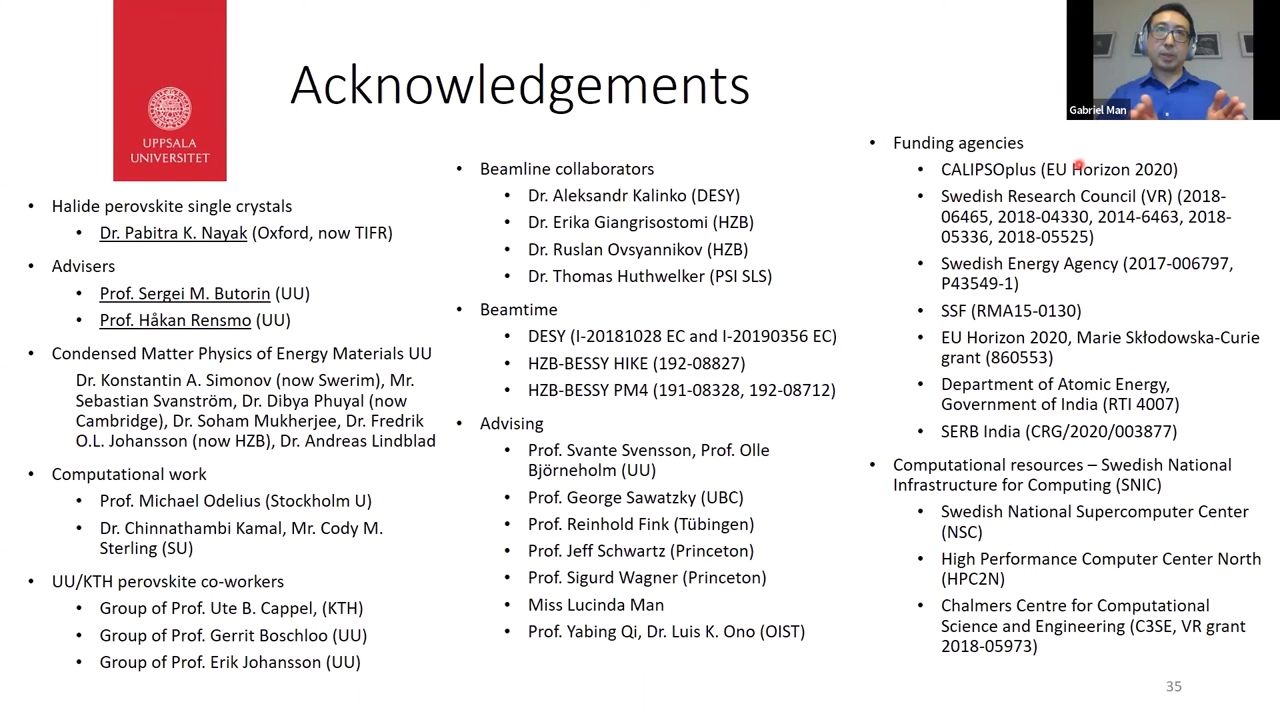 UPPSALA
UNIVERSITET
Acknowledgements
Gabriel Man
• Halide perovskite single crystals
• Dr. Pabitra K. Nayak (Oxford, now TIFR)
• Advisers
• Prof. Sergei M. Butorin (UU)
• Prof. Håkan Rensmo (UU)
• Condensed Matter Physics of Energy Materials UU
Dr. Konstantin A. Simonov (now Swerim), Mr.
Sebastian Svanström, Dr. Dibya Phuyal (now
Cambridge), Dr. Soham Mukherjee, Dr. Fredrik
O.L. Johansson (now HZB), Dr. Andreas Lindblad
• Computational work
• Prof. Michael Odelius (Stockholm U)
• Dr. Chinnathambi Kamal, Mr. Cody M.
Sterling (SU)
• UU/KTH perovskite co-workers
• Group of Prof. Ute B. Cappel, (KTH)
• Group of Prof. Gerrit Boschloo (UU)
• Group of Prof. Erik Johansson (UU)
• Beamline collaborators
• Dr. Aleksandr Kalinko (DESY)
• Dr. Erika Giangrisostomi (HZB)
• Dr. Ruslan Ovsyannikov (HZB)
• Dr. Thomas Huthwelker (PSI SLS)
• Beamtime
• DESY (I-20181028 EC and I-20190356 EC)
• HZB-BESSY HIKE (192-08827)
• HZB-BESSY PM4 (191-08328, 192-08712)
• Advising
• Prof. Svante Svensson, Prof. Olle
Björneholm (UU)
• Prof. George Sawatzky (UBC)
• Prof. Reinhold Fink (Tübingen)
• Prof. Jeff Schwartz (Princeton)
• Prof. Sigurd Wagner (Princeton)
• Miss Lucinda Man
• Prof. Yabing Qi, Dr. Luis K. Ono (OIST)
• Funding agencies
• CALIPSOplus (EU Horizon 2020)
• Swedish Research Council (VR) (2018-
06465, 2018-04330, 2014-6463, 2018-
05336, 2018-05525)
• Swedish Energy Agency (2017-006797,
P43549-1)
• SSF (RMA15-0130)
• EU Horizon 2020, Marie Skłodowska-Curie
grant (860553)
• Department of Atomic Energy,
Government of India (RTI 4007)
• SERB India (CRG/2020/003877)
• Computational resources – Swedish National
Infrastructure for Computing (SNIC)
• Swedish National Supercomputer Center
(NSC)
• High Performance Computer Center North
(HPC2N)
• Chalmers Centre for Computational
Science and Engineering (C3SE, VR grant
2018-05973)
35